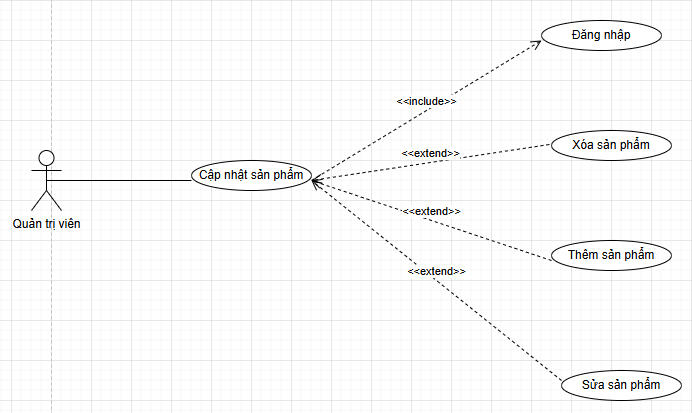 Đăng nhập
<<include>>
Xóa sản phẩm
<<extend>>
Cập nhật sản phẩm
Quản trị viên
<<extend>>
Thêm sản phẩm
<<extend>>
Sửa sản phẩm